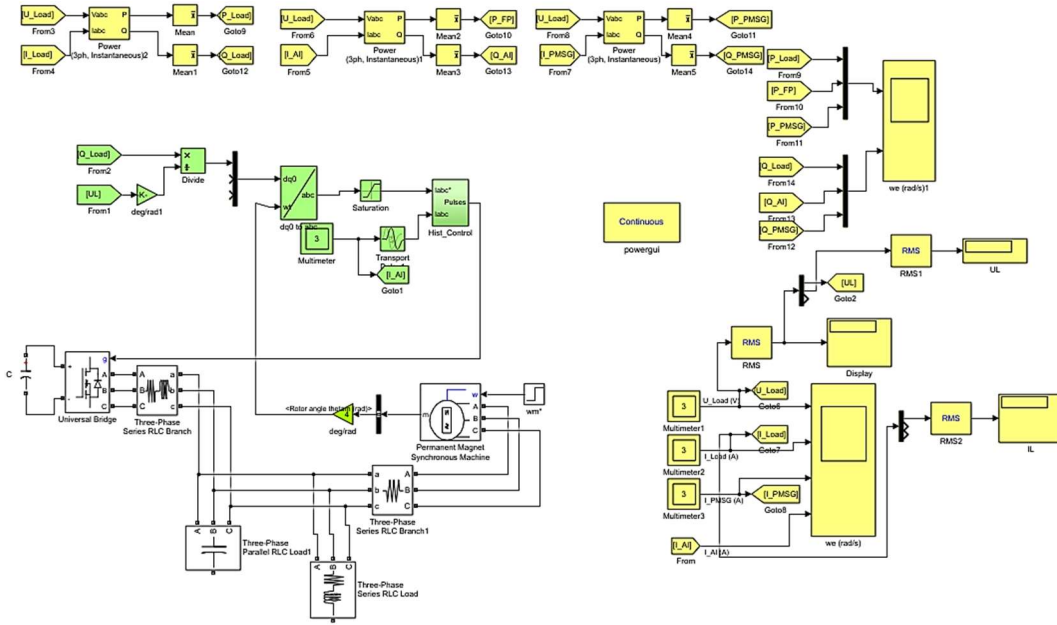 [U_Load]
From3
[I_Load]
From4
Vabc
P
Iabc
Q
Power
(3ph, Instantaneous)2
Mean
[P_Load]
Goto9
Mean1
[Q_Load]
Goto12
[U_Load]
From6
[I_AI]
From5
Vabc
P
Iabc
Q
Power
(3ph, Instantaneous)1
Mean2
[P_FP]
Goto10
Mean3
[Q_AI]
Goto13
[U_Load]
From8
[I_PMSG]
From7
Vabc
P
Iabc
Q
Power
(3ph, Instantaneous)
Mean4
[P_PMSG]
Goto11
Mean5
[Q_PMSG]
Goto14
[P_Load]
From9
[P_FP]
From10
[P_PMSG]
From11
[Q_Load]
From14
[Q_AI]
From13
[Q_PMSG]
From12
we (rad/s)1
[Q_Load]
From2
[UL]
From1
K-
deg/rad1
Divide
dq0
abc
wt
dq0 to abc
Saturation
3
Multimeter
Transport
[I_AI]
Goto1
Iabc*
Pulses
Iabc
Hist_Control
Continuous
powergui
RMS
RMS1
UL
[UL]
Goto2
RMS
RMS
Display
C
+
-
g
A
B
C
Universal Bridge
A
B
C
a
b
c
Three-Phase
Series RLC Branch
<Rotor angle thetam (rad)>
deg/rad
m
w
A
B
C
Permanent Magnet
Synchronous Machine
wm*
a
b
c
A
B
C
Three-Phase
Series RLC Branch1
A
B
C
Three-Phase
Parallel RLC Load1
A
B
C
Three-Phase
Series RLC Load
3
Multimeter1
U_Load (V)
[U_Load]
3
Multimeter2
I_Load (A)
[I_Load]
Goto7
3
Multimeter3
I_PMSG (A)
[I_PMSG]
Goto8
[I_AI]
From
I_AI (A)
we (rad/s)
RMS
RMS2
IL